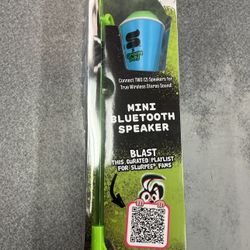 Connect TWO (2) Speakers for
True Wireless Stereo Sound
MINI
BLUETOOTH
SPEAKER
BLAST
THIS CURATED PLAYLIST
FOR SLURPEE® FANS